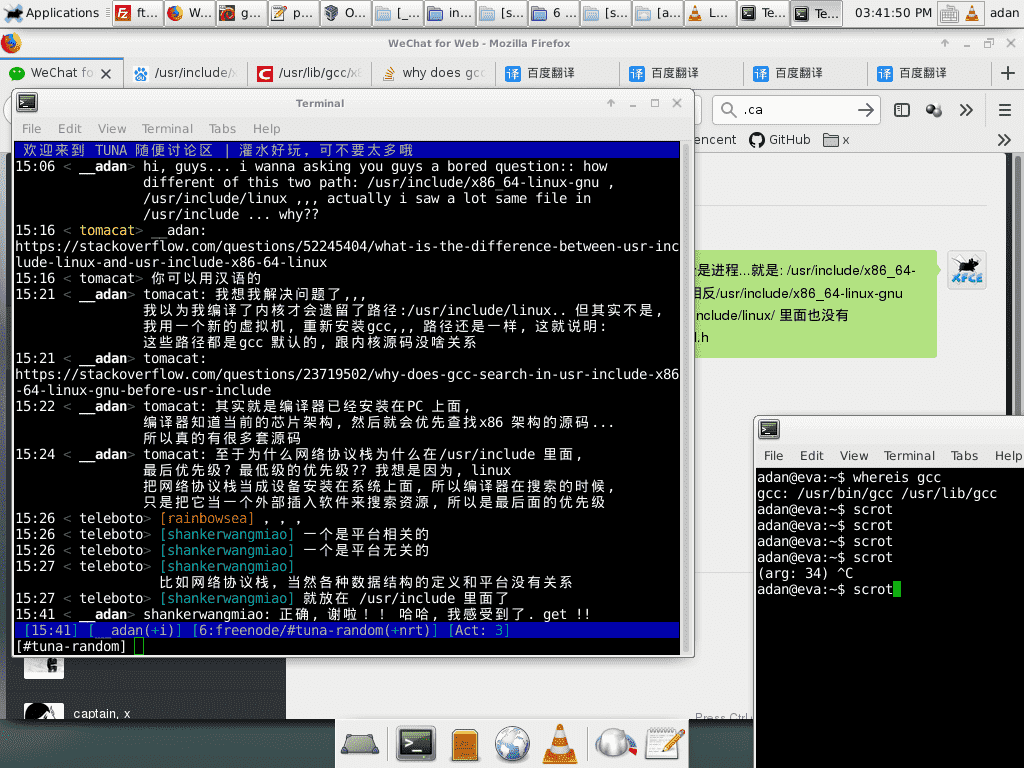 Applications ft... W... g... p... O... [_... in... [s... 6 ... [s... [a... L... Te... Te... 03:41:50 PM adan
WeChat for Web - Mozilla Firefox
WeChat fo /usr/include/x /usr/lib/gcc/x8 why does gcc 百度翻译 百度翻译 百度翻译 百度翻译
.ca
encent GitHub x
Terminal
File Edit View Terminal Tabs Help
欢迎来到 TUNA 随便讨论区 | 灌水好玩，可不要太多哦
15:06 < __adan> hi, guys... i wanna asking you guys a bored question:: how
different of this two path: /usr/include/x86_64-linux-gnu ,
/usr/include/linux ,,, actually i saw a lot same file in
/usr/include ... why??
15:16 < tomacat> __adan:
https://stackoverflow.com/questions/52245404/what-is-the-difference-between-usr-inc
lude-linux-and-usr-include-x86-64-linux
15:16 < tomacat> 你可以用汉语的
15:21 < __adan> tomacat: 我想我解决问题了,,,
我以为我编译了内核才会遗留了路径:/usr/include/linux.. 但其实不是,
我用一个新的虚拟机, 重新安装gcc,,, 路径还是一样, 这就说明:
这些路径都是gcc 默认的, 跟内核源码没啥关系
15:21 < __adan> tomacat:
https://stackoverflow.com/questions/23719502/why-does-gcc-search-in-usr-include-x86
-64-linux-gnu-before-usr-include
15:22 < __adan> tomacat: 其实就是编译器已经安装在PC 上面,
编译器知道当前的芯片架构, 然后就会优先查找x86 架构的源码...
所以真的有很多套源码
15:24 < __adan> tomacat: 至于为什么网络协议栈为什么在/usr/include 里面,
最后优先级? 最低级的优先级?? 我想是因为, linux
把网络协议栈当成设备安装在系统上面, 所以编译器在搜索的时候,
只是把它当一个外部插入软件来搜索资源, 所以是最后面的优先级
15:26 < teleboto> [rainbowsea] , , ,
15:26 < teleboto> [shankerwangmiao] 一个是平台相关的
15:26 < teleboto> [shankerwangmiao] 一个是平台无关的
15:27 < teleboto> [shankerwangmiao]
比如网络协议栈，当然各种数据结构的定义和平台没有关系
15:27 < teleboto> [shankerwangmiao] 就放在 /usr/include 里面了
15:41 < __adan> shankerwangmiao: 正确, 谢啦！！ 哈哈, 我感受到了. get !!
[15:41] [__adan(+i)] [6:freenode/#tuna-random(+nrt)] [Act: 3]
[#tuna-random]
是进程...就是: /usr/include/x86_64-
相反/usr/include/x86_64-linux-gnu
nclude/linux/ 里面也没有
.h
captain, x
Press Ctrl
File Edit View Terminal Tabs Help
adan@eva:~$ whereis gcc
gcc: /usr/bin/gcc /usr/lib/gcc
adan@eva:~$ scrot
adan@eva:~$ scrot
adan@eva:~$ scrot
adan@eva:~$ scrot
(arg: 34) ^C
adan@eva:~$ scrot